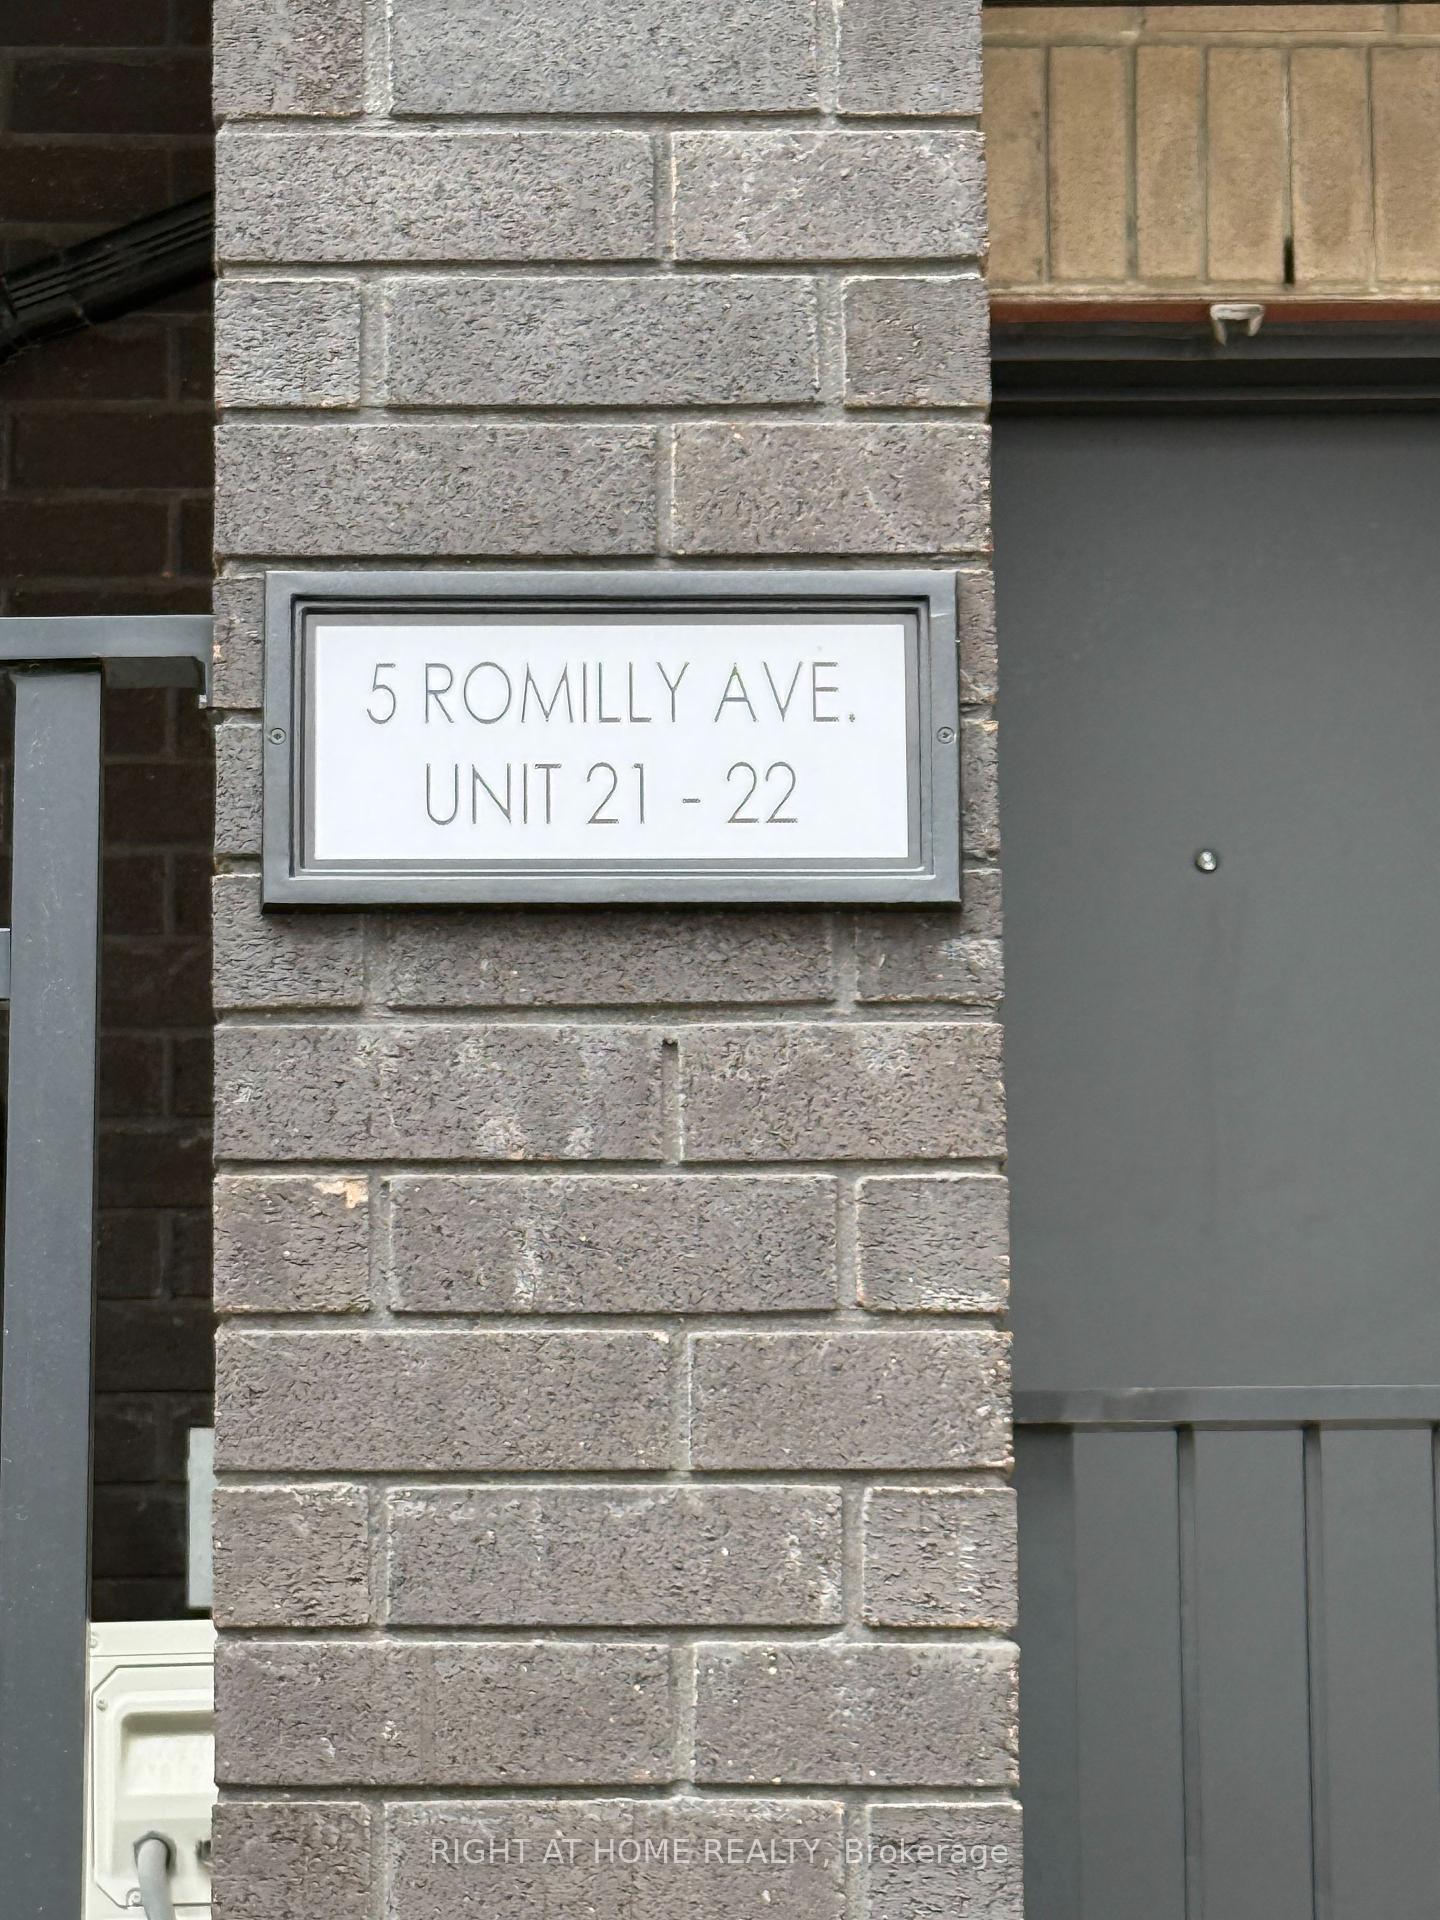 5 ROMILLY AVE.
UNIT 21 - 22
RIGHT AT HOME REALTY, Brokerage